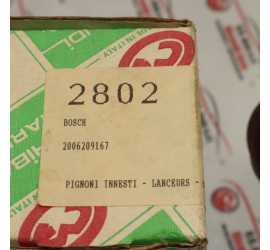 2802
BOSCH
2006209167
PIGNONI INNESTI - LANCEURS -